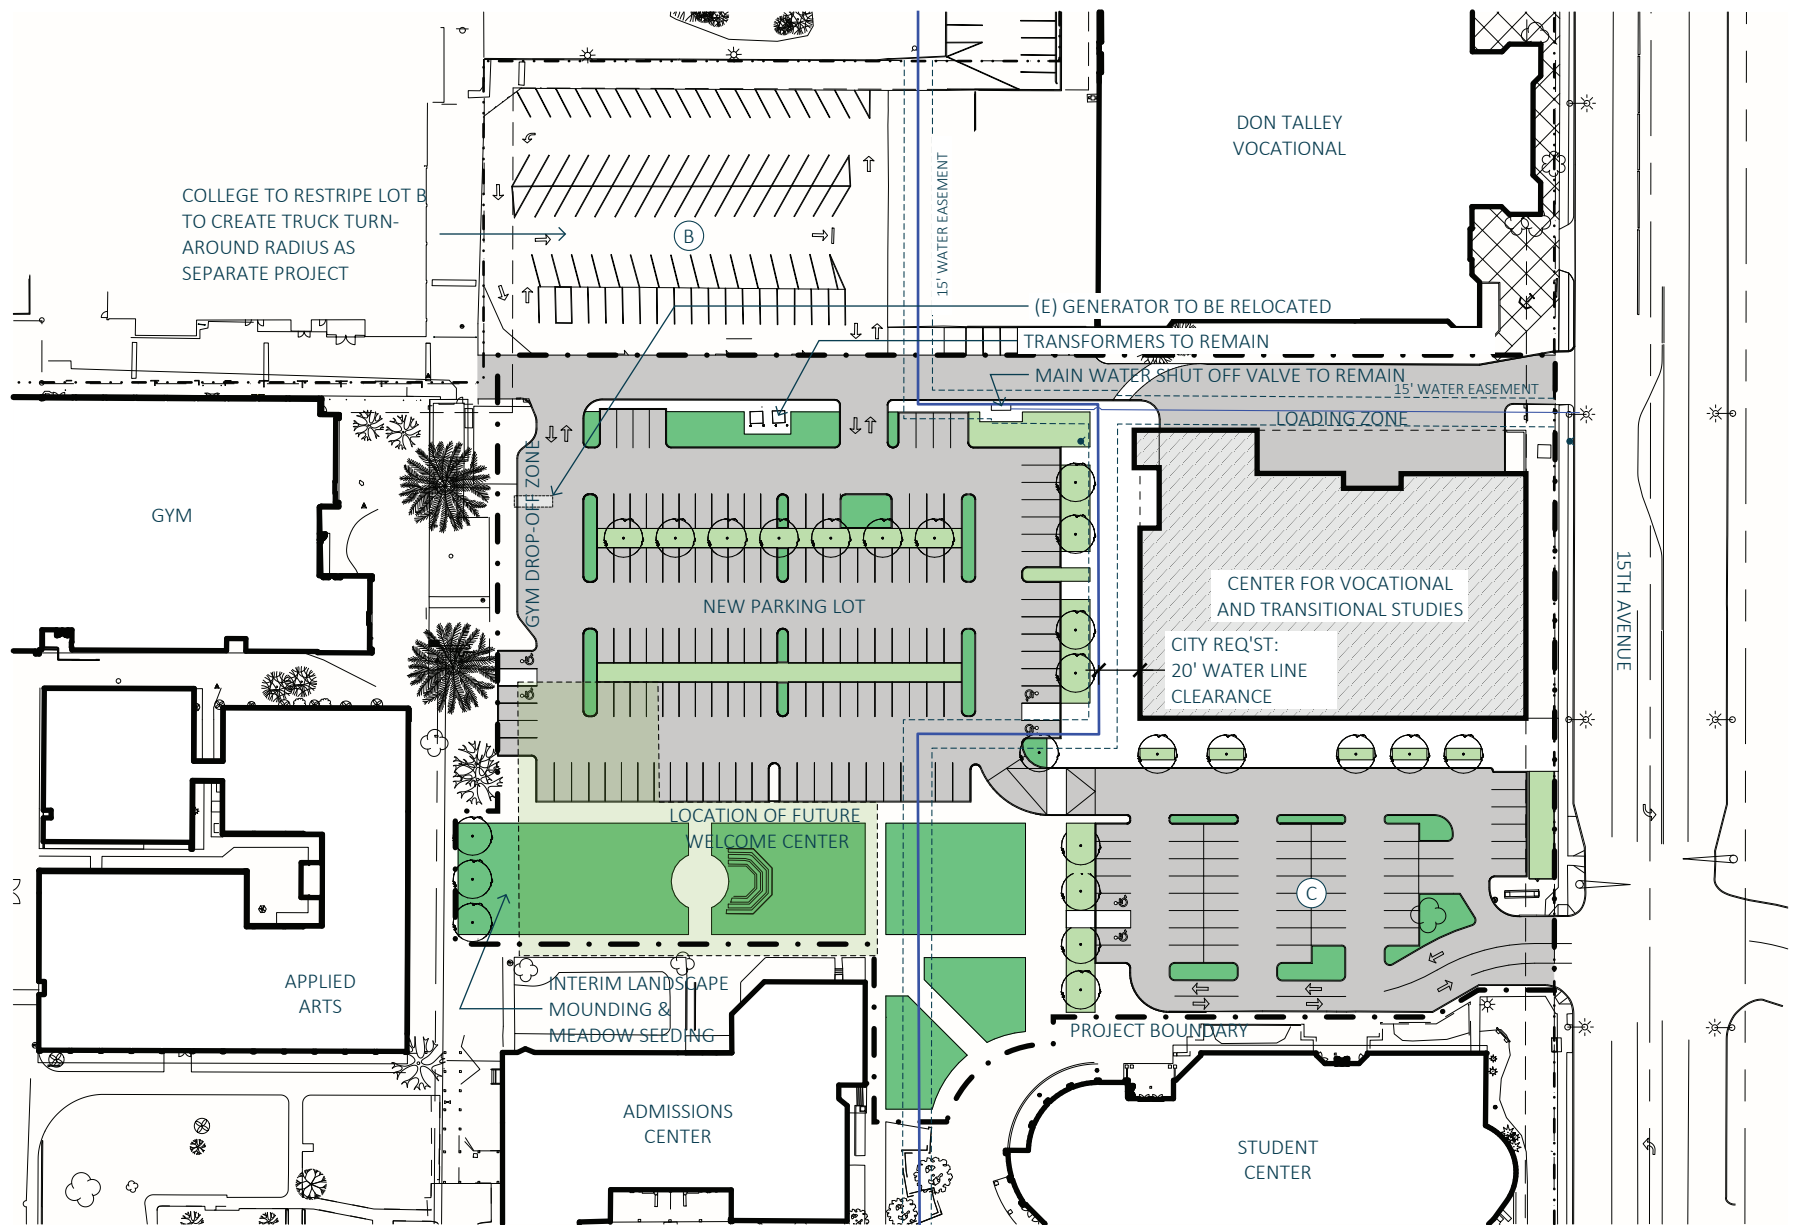 DON TALLEY
VOCATIONAL
15' WATER EASEMENT
COLLEGE TO RESTRIPE LOT B
TO CREATE TRUCK TURN-
AROUND RADIUS AS
SEPARATE PROJECT
B
(E) GENERATOR TO BE RELOCATED
TRANSFORMERS TO REMAIN
MAIN WATER SHUT OFF VALVE TO REMAIN
15' WATER EASEMENT
LOADING ZONE
GYM DROP-OFF ZONE
GYM
NEW PARKING LOT
CENTER FOR VOCATIONAL
AND TRANSITIONAL STUDIES
15TH AVENUE
CITY REQ'ST:
20' WATER LINE
CLEARANCE
LOCATION OF FUTURE
WELCOME CENTER
C
APPLIED
ARTS
INTERIM LANDSCAPE
MOUNDING &
MEADOW SEEDING
PROJECT BOUNDARY
ADMISSIONS
CENTER
STUDENT
CENTER